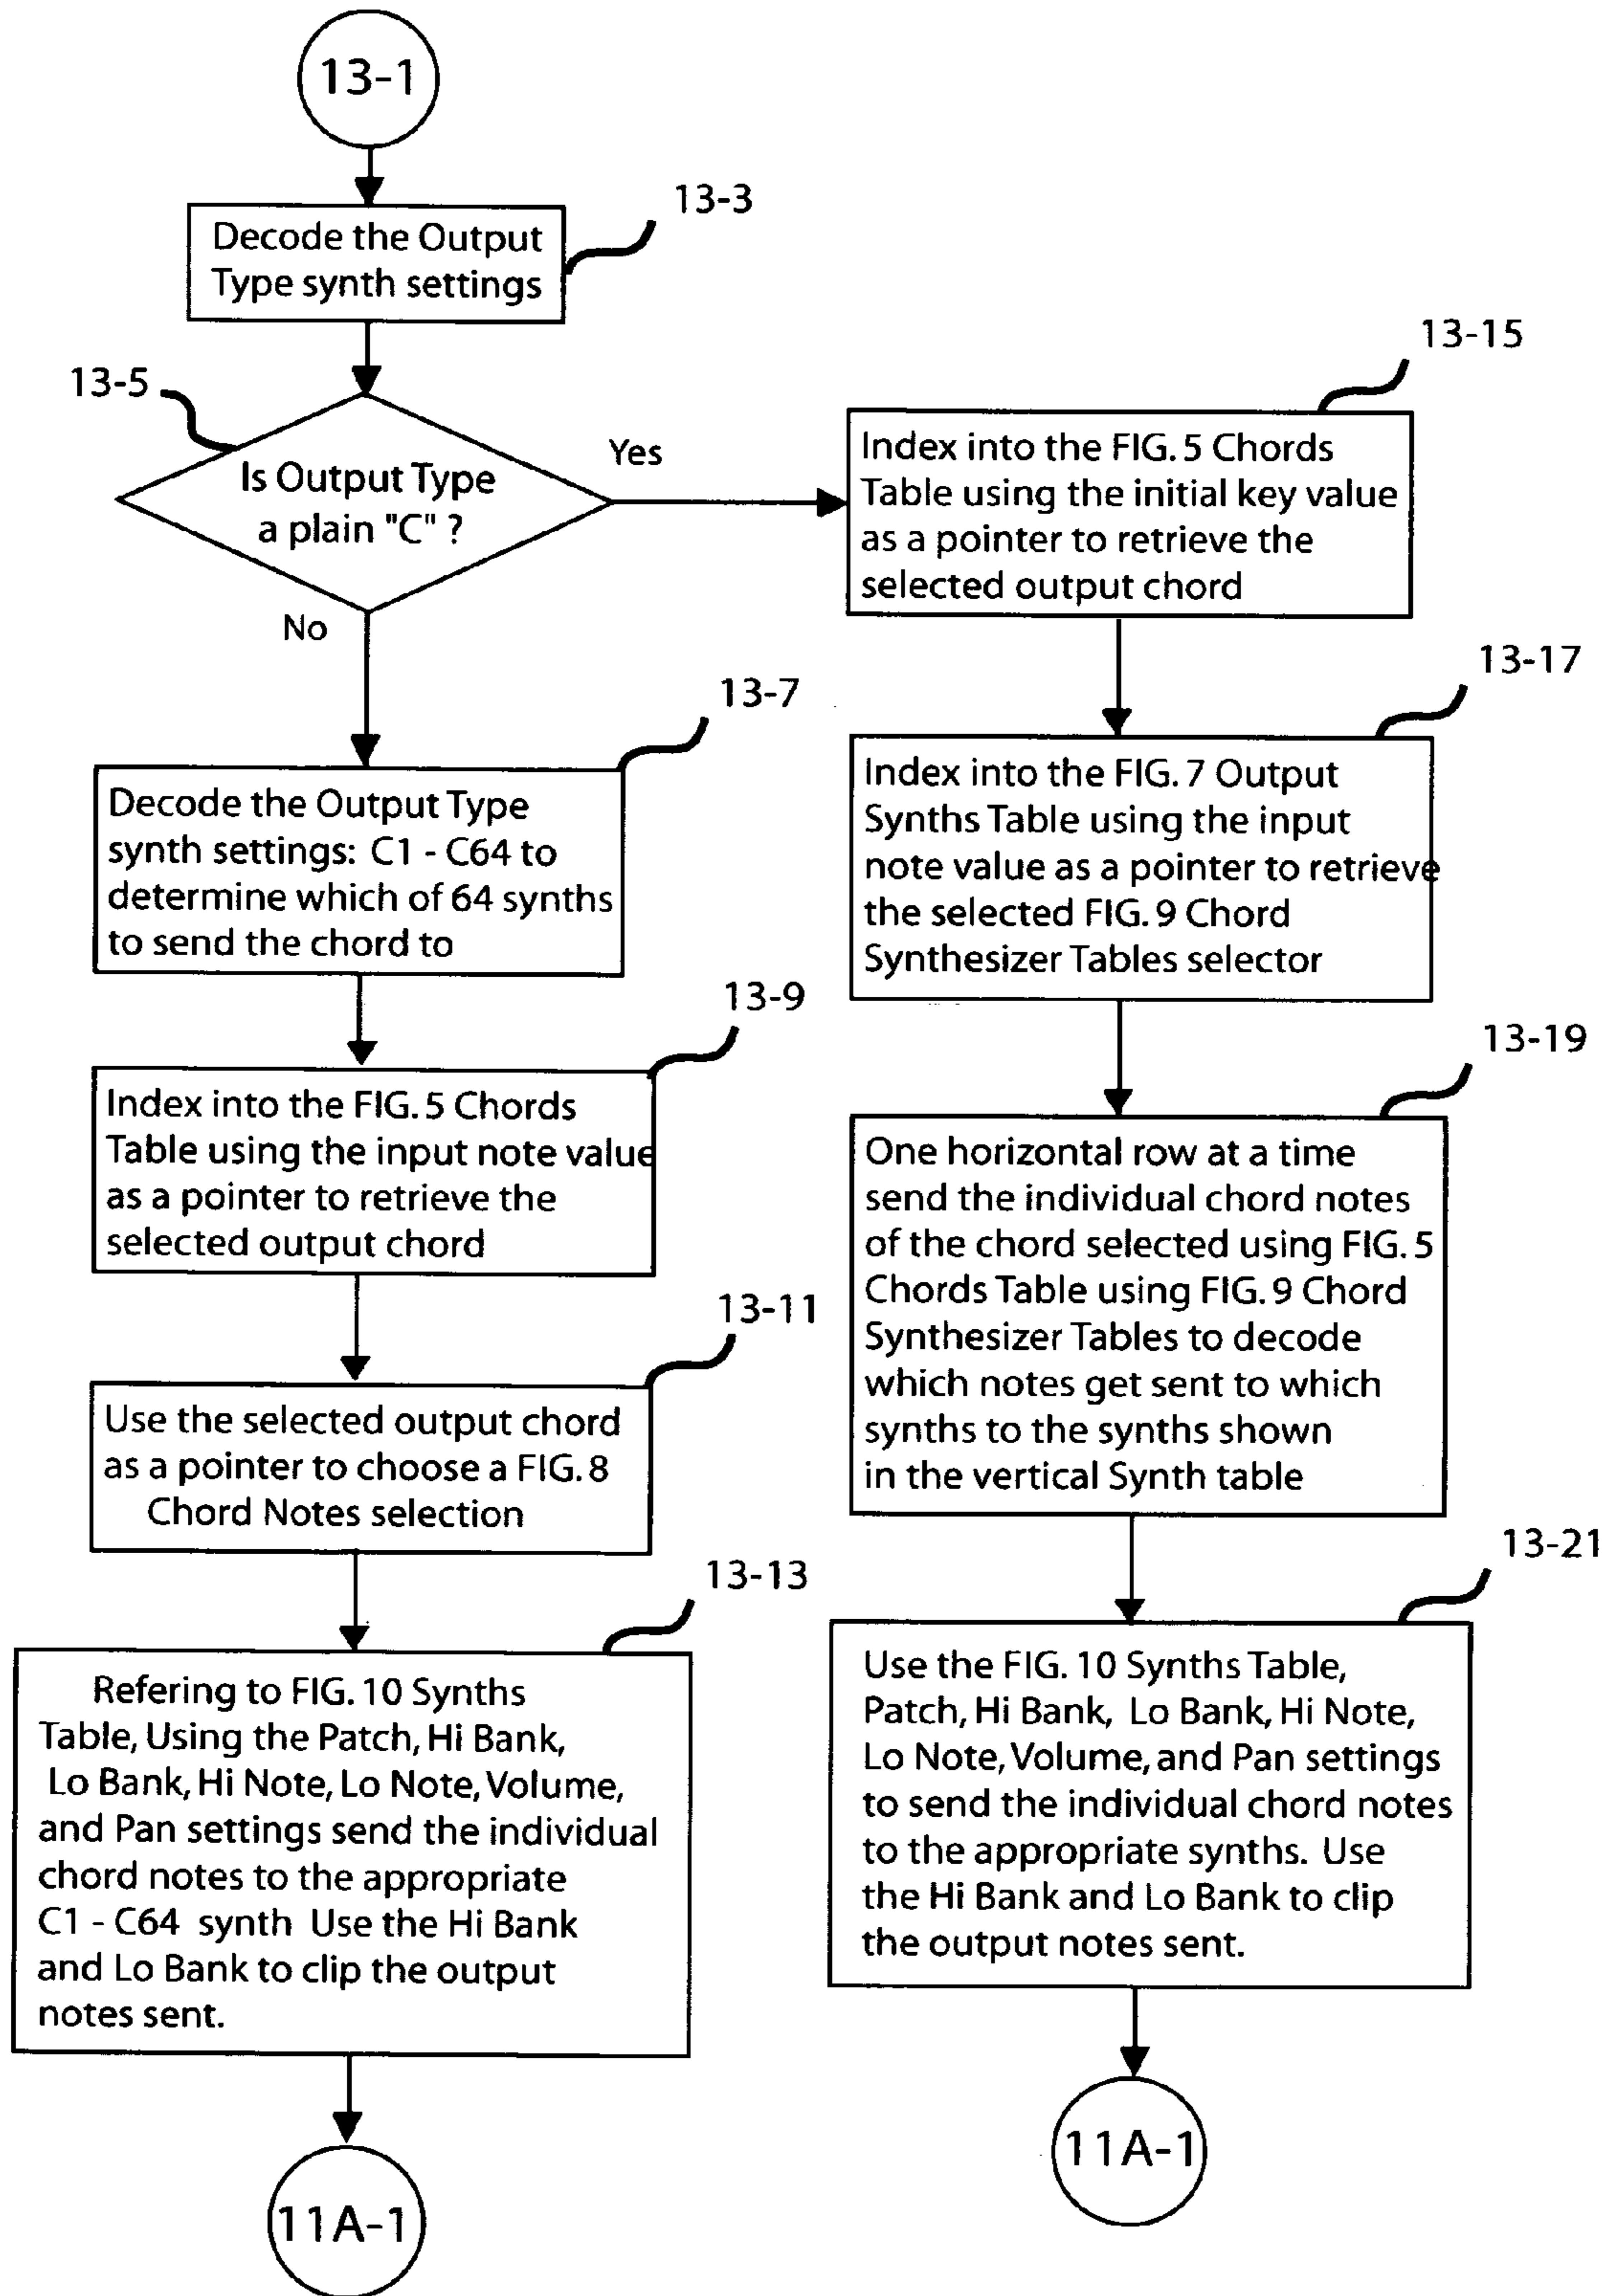 13-1
13-3
Decode the Output
Type synth settings
13-5
Is Output Type
a plain "C" ?
Yes
No
13-7
Decode the Output Type
synth settings: C1 - C64 to
determine which of 64 synths
to send the chord to
13-9
Index into the FIG. 5 Chords
Table using the input note value
as a pointer to retrieve the
selected output chord
13-11
Use the selected output chord
as a pointer to choose a FIG. 8
Chord Notes selection
13-13
Refering to FIG. 10 Synths
Table, Using the Patch, Hi Bank,
Lo Bank, Hi Note, Lo Note, Volume,
and Pan settings send the individual
chord notes to the appropriate
C1 - C64 synth Use the Hi Bank
and Lo Bank to clip the output
notes sent.
11A-1
13-15
Index into the FIG. 5 Chords
Table using the initial key value
as a pointer to retrieve the
selected output chord
13-17
Index into the FIG. 7 Output
Synths Table using the input
note value as a pointer to retrieve
the selected FIG. 9 Chord
Synthesizer Tables selector
13-19
One horizontal row at a time
send the individual chord notes
of the chord selected using FIG. 5
Chords Table using FIG. 9 Chord
Synthesizer Tables to decode
which notes get sent to which
synths to the synths shown
in the vertical Synth table
13-21
Use the FIG. 10 Synths Table,
Patch, Hi Bank, Lo Bank, Hi Note,
Lo Note, Volume, and Pan settings
to send the individual chord notes
to the appropriate synths. Use
the Hi Bank and Lo Bank to clip
the output notes sent.
11A-1